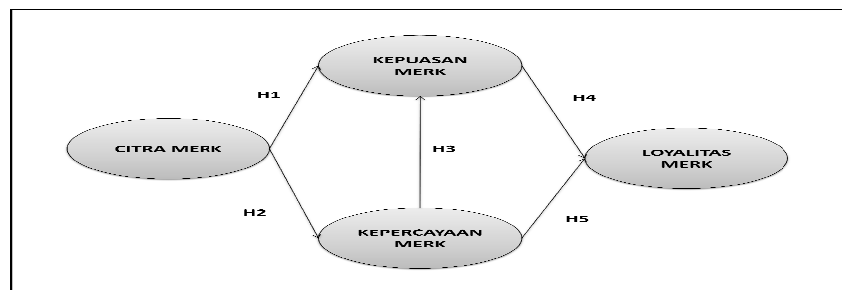 KEPUASAN
MERK
H1
H4
CITRA MERK
H3
LOYALITAS
MERK
H2
KEPERCAYAAN
MERK
H5